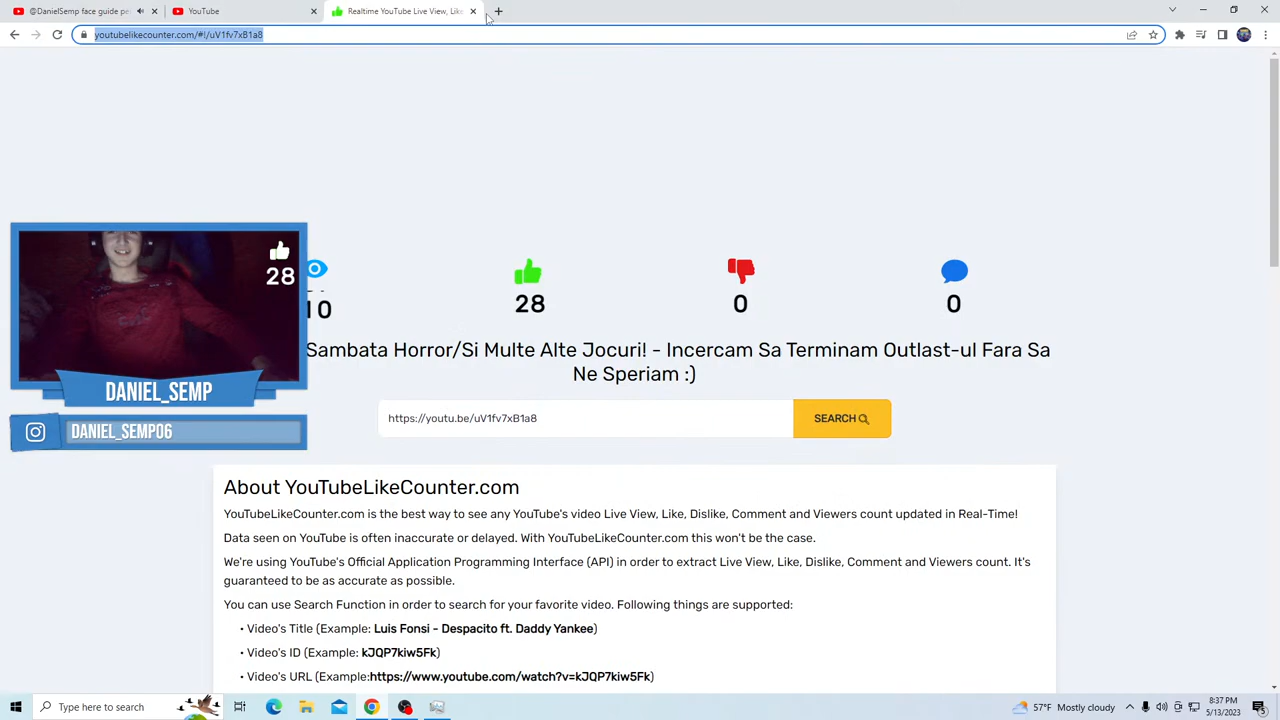 @DanielSemp face guide pe
YouTube
Realtime YouTube Live View, Lik
youtubelikecounter.com/#!/uV1fv7xB1a8
28
10
28
0
0
Sambata Horror/Si Multe Alte Jocuri! - Incercam Sa Terminam Outlast-ul Fara Sa
Ne Speriam :)
DANIEL_SEMP
https://youtu.be/uV1fv7xB1a8
SEARCH
DANIEL_SEMP06
About YouTubeLikeCounter.com
YouTubeLikeCounter.com is the best way to see any YouTube's video Live View, Like, Dislike, Comment and Viewers count updated in Real-Time!
Data seen on YouTube is often inaccurate or delayed. With YouTubeLikeCounter.com this won't be the case.
We're using YouTube's Official Application Programming Interface (API) in order to extract Live View, Like, Dislike, Comment and Viewers count. It's
guaranteed to be as accurate as possible.
You can use Search Function in order to search for your favorite video. Following things are supported:
• Video's Title (Example: Luis Fonsi - Despacito ft. Daddy Yankee)
• Video's ID (Example: kJQP7kiw5Fk)
• Video's URL (Example:https://www.youtube.com/watch?v=kJQP7kiw5Fk)
Type here to search
57°F Mostly cloudy
8:37 PM
5/13/2023
5